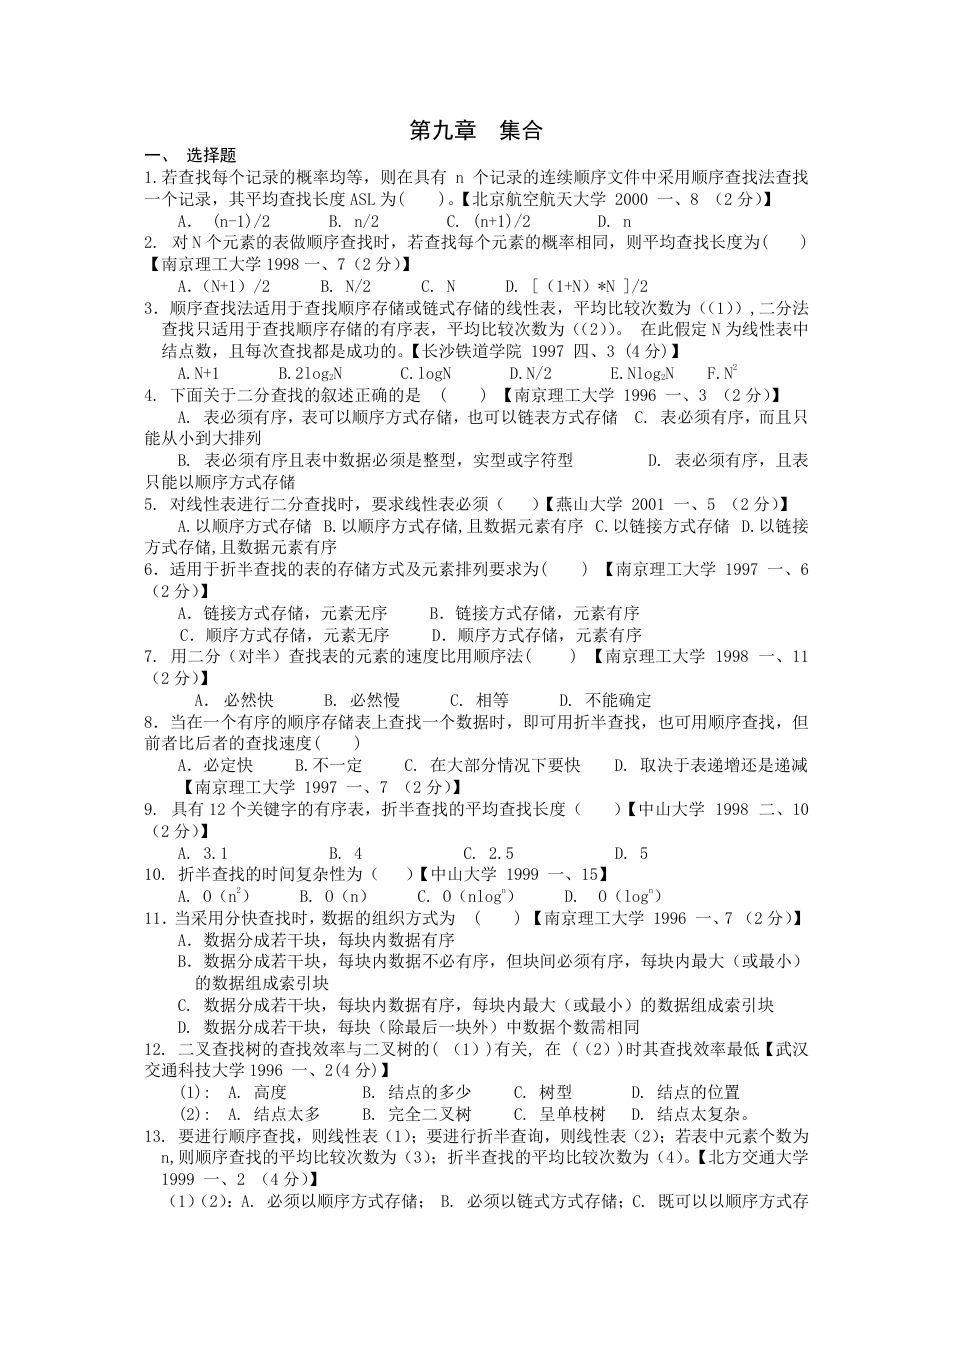 第九章　集合
一、 选择题
1.若查找每个记录的概率均等，则在具有 n 个记录的连续顺序文件中采用顺序查找法查找
一个记录，其平均查找长度 ASL 为(　　)。【北京航空航天大学 2000 一、8 （2 分）】
A． (n-1)/2 B. n/2 C. (n+1)/2 D. n
2. 对 N 个元素的表做顺序查找时，若查找每个元素的概率相同，则平均查找长度为(　　)
【南京理工大学 1998 一、7（2 分）】
A.（N+1）/2 B. N/2 C. N D. [（1+N）*N ]/2
3．顺序查找法适用于查找顺序存储或链式存储的线性表，平均比较次数为（(1)）,二分法
查找只适用于查找顺序存储的有序表，平均比较次数为（(2)）。 在此假定 N 为线性表中
结点数，且每次查找都是成功的。【长沙铁道学院 1997 四、3 (4 分)】
A.N+1 B.2log₂N C.logN D.N/2 E.Nlog₂N F.N²
4. 下面关于二分查找的叙述正确的是 (　　) 【南京理工大学 1996 一、3 （2 分）】
A. 表必须有序，表可以顺序方式存储，也可以链表方式存储 C. 表必须有序，而且只
能从小到大排列
B. 表必须有序且表中数据必须是整型，实型或字符型 D. 表必须有序，且表
只能以顺序方式存储
5. 对线性表进行二分查找时，要求线性表必须（　　）【燕山大学 2001 一、5 （2 分）】
A.以顺序方式存储 B.以顺序方式存储,且数据元素有序 C.以链接方式存储 D.以链接
方式存储,且数据元素有序
6．适用于折半查找的表的存储方式及元素排列要求为(　　) 【南京理工大学 1997 一、6
（2 分）】
A．链接方式存储，元素无序 B．链接方式存储，元素有序
C．顺序方式存储，元素无序 D．顺序方式存储，元素有序
7. 用二分（对半）查找表的元素的速度比用顺序法(　　) 【南京理工大学 1998 一、11
（2 分）】
A． 必然快 B. 必然慢 C. 相等 D. 不能确定
8．当在一个有序的顺序存储表上查找一个数据时，即可用折半查找，也可用顺序查找，但
前者比后者的查找速度(　　)
A．必定快 B.不一定 C. 在大部分情况下要快 D. 取决于表递增还是递减
【南京理工大学 1997 一、7 （2 分）】
9. 具有 12 个关键字的有序表，折半查找的平均查找长度（　　）【中山大学 1998 二、10
（2 分）】
A. 3.1 B. 4 C. 2.5 D. 5
10. 折半查找的时间复杂性为（　　）【中山大学 1999 一、15】
A. O（n²） B. O（n） C. O（nlogⁿ） D. O（logⁿ）
11．当采用分快查找时，数据的组织方式为 (　　) 【南京理工大学 1996 一、7 （2 分）】
A．数据分成若干块，每块内数据有序
B．数据分成若干块，每块内数据不必有序，但块间必须有序，每块内最大（或最小）
的数据组成索引块
C. 数据分成若干块，每块内数据有序，每块内最大（或最小）的数据组成索引块
D. 数据分成若干块，每块（除最后一块外）中数据个数需相同
12. 二叉查找树的查找效率与二叉树的( （1）)有关, 在 (（2）)时其查找效率最低【武汉
交通科技大学 1996 一、2(4 分)】
(1): A. 高度 B. 结点的多少 C. 树型 D. 结点的位置
(2): A. 结点太多 B. 完全二叉树 C. 呈单枝树 D. 结点太复杂。
13. 要进行顺序查找，则线性表（1）；要进行折半查询，则线性表（2）；若表中元素个数为
n,则顺序查找的平均比较次数为（3）；折半查找的平均比较次数为（4）。【北方交通大学
1999 一、2 （4 分）】
（1）（2）：A. 必须以顺序方式存储； B. 必须以链式方式存储；C. 既可以以顺序方式存